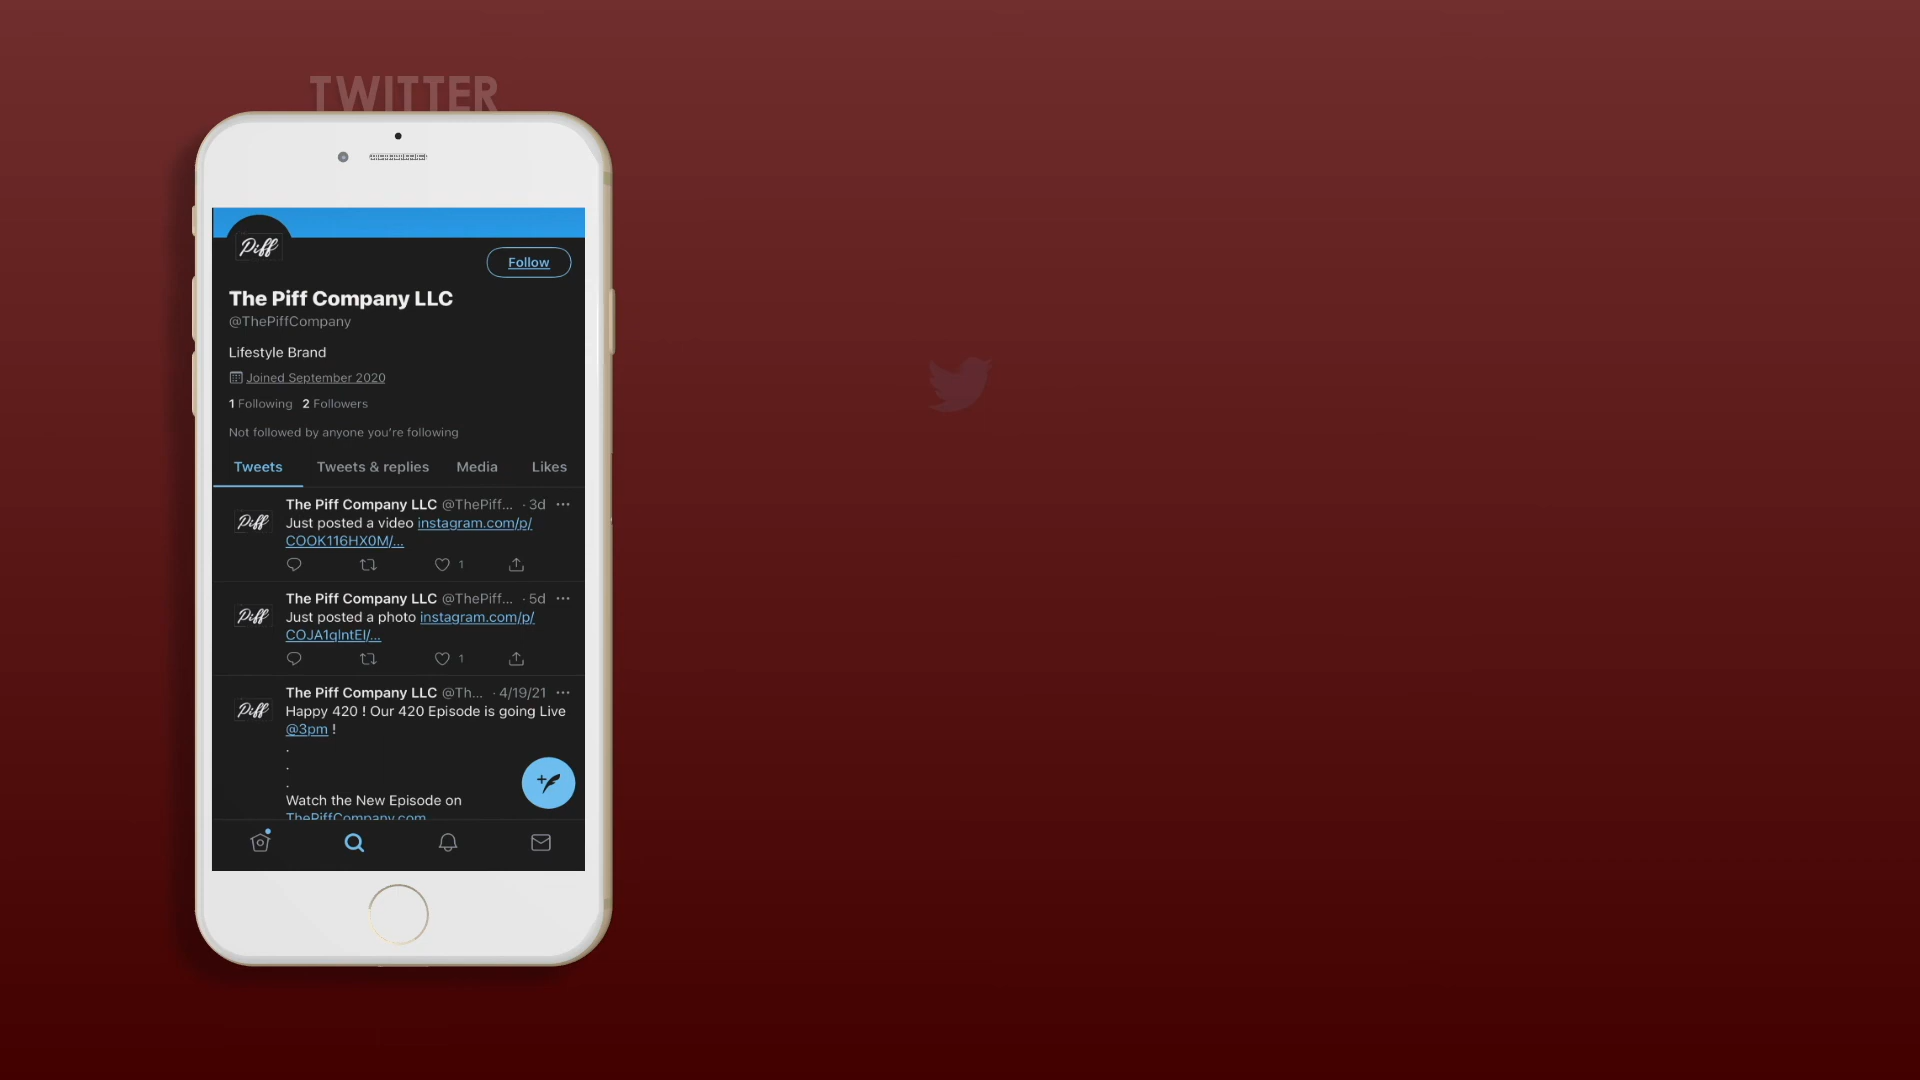 TWITTER
Piff
Follow
The Piff Company LLC
@ThePiffCompany
Lifestyle Brand
Joined September 2020
1 Following 2 Followers
Not followed by anyone you're following
Tweets Tweets & replies Media Likes
The Piff Company LLC @ThePiff... · 3d ...
Piff
Just posted a video instagram.com/p/
COOK116HX0M/...
1
The Piff Company LLC @ThePiff... · 5d ...
Piff
Just posted a photo instagram.com/p/
COJA1qlntEI/...
1
The Piff Company LLC @Th... · 4/19/21 ...
Piff
Happy 420 ! Our 420 Episode is going Live
@3pm !
.
.
.
Watch the New Episode on
ThePiffCompany.com